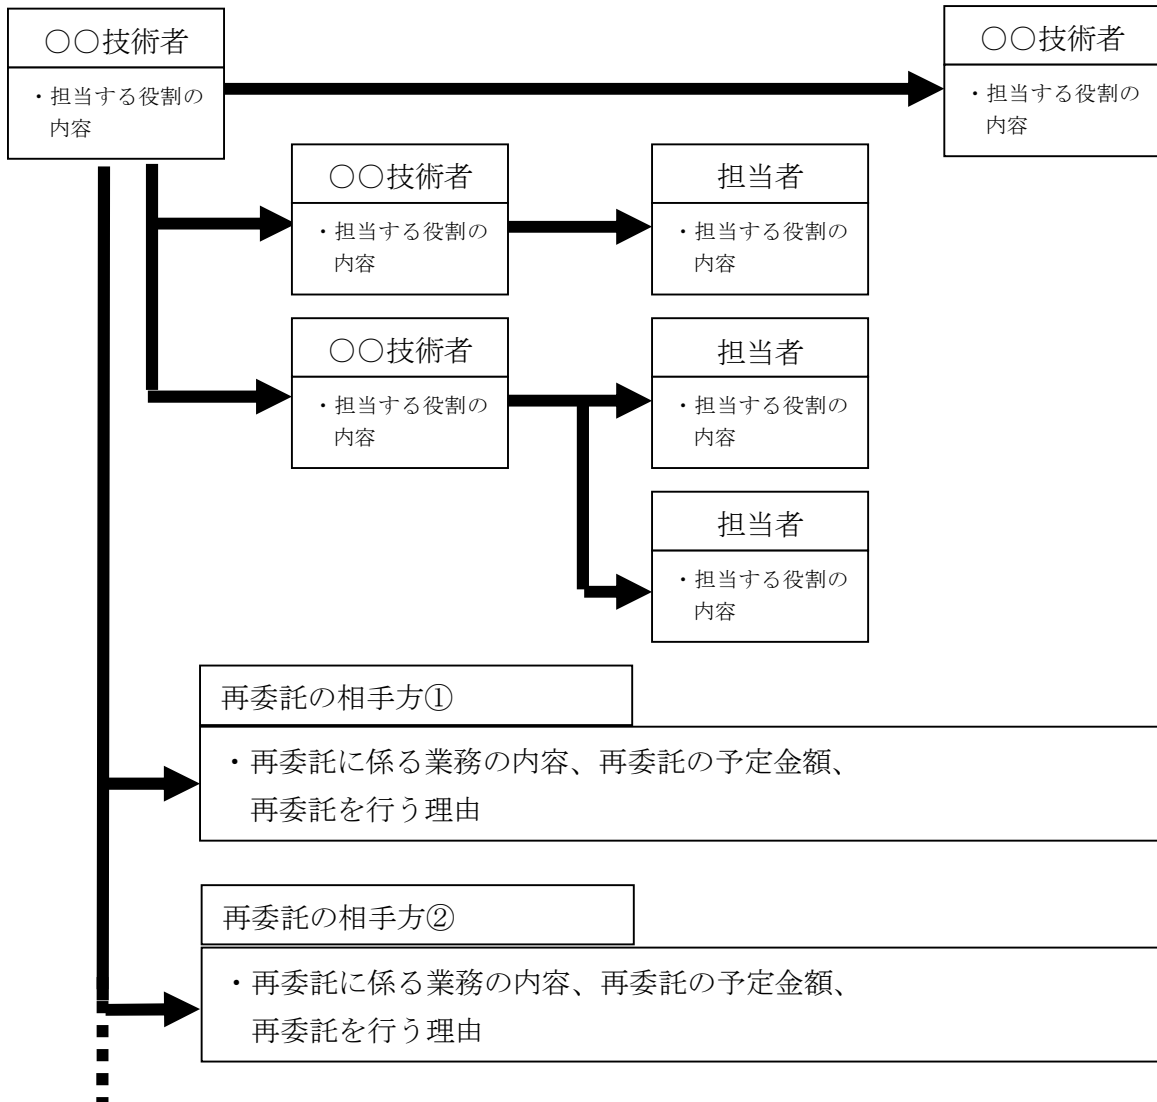 ○○技術者
・担当する役割の
内容
○○技術者
・担当する役割の
内容
○○技術者
・担当する役割の
内容
担当者
・担当する役割の
内容
○○技術者
・担当する役割の
内容
担当者
・担当する役割の
内容
担当者
・担当する役割の
内容
再委託の相手方①
・再委託に係る業務の内容、再委託の予定金額、
再委託を行う理由
再委託の相手方②
・再委託に係る業務の内容、再委託の予定金額、
再委託を行う理由